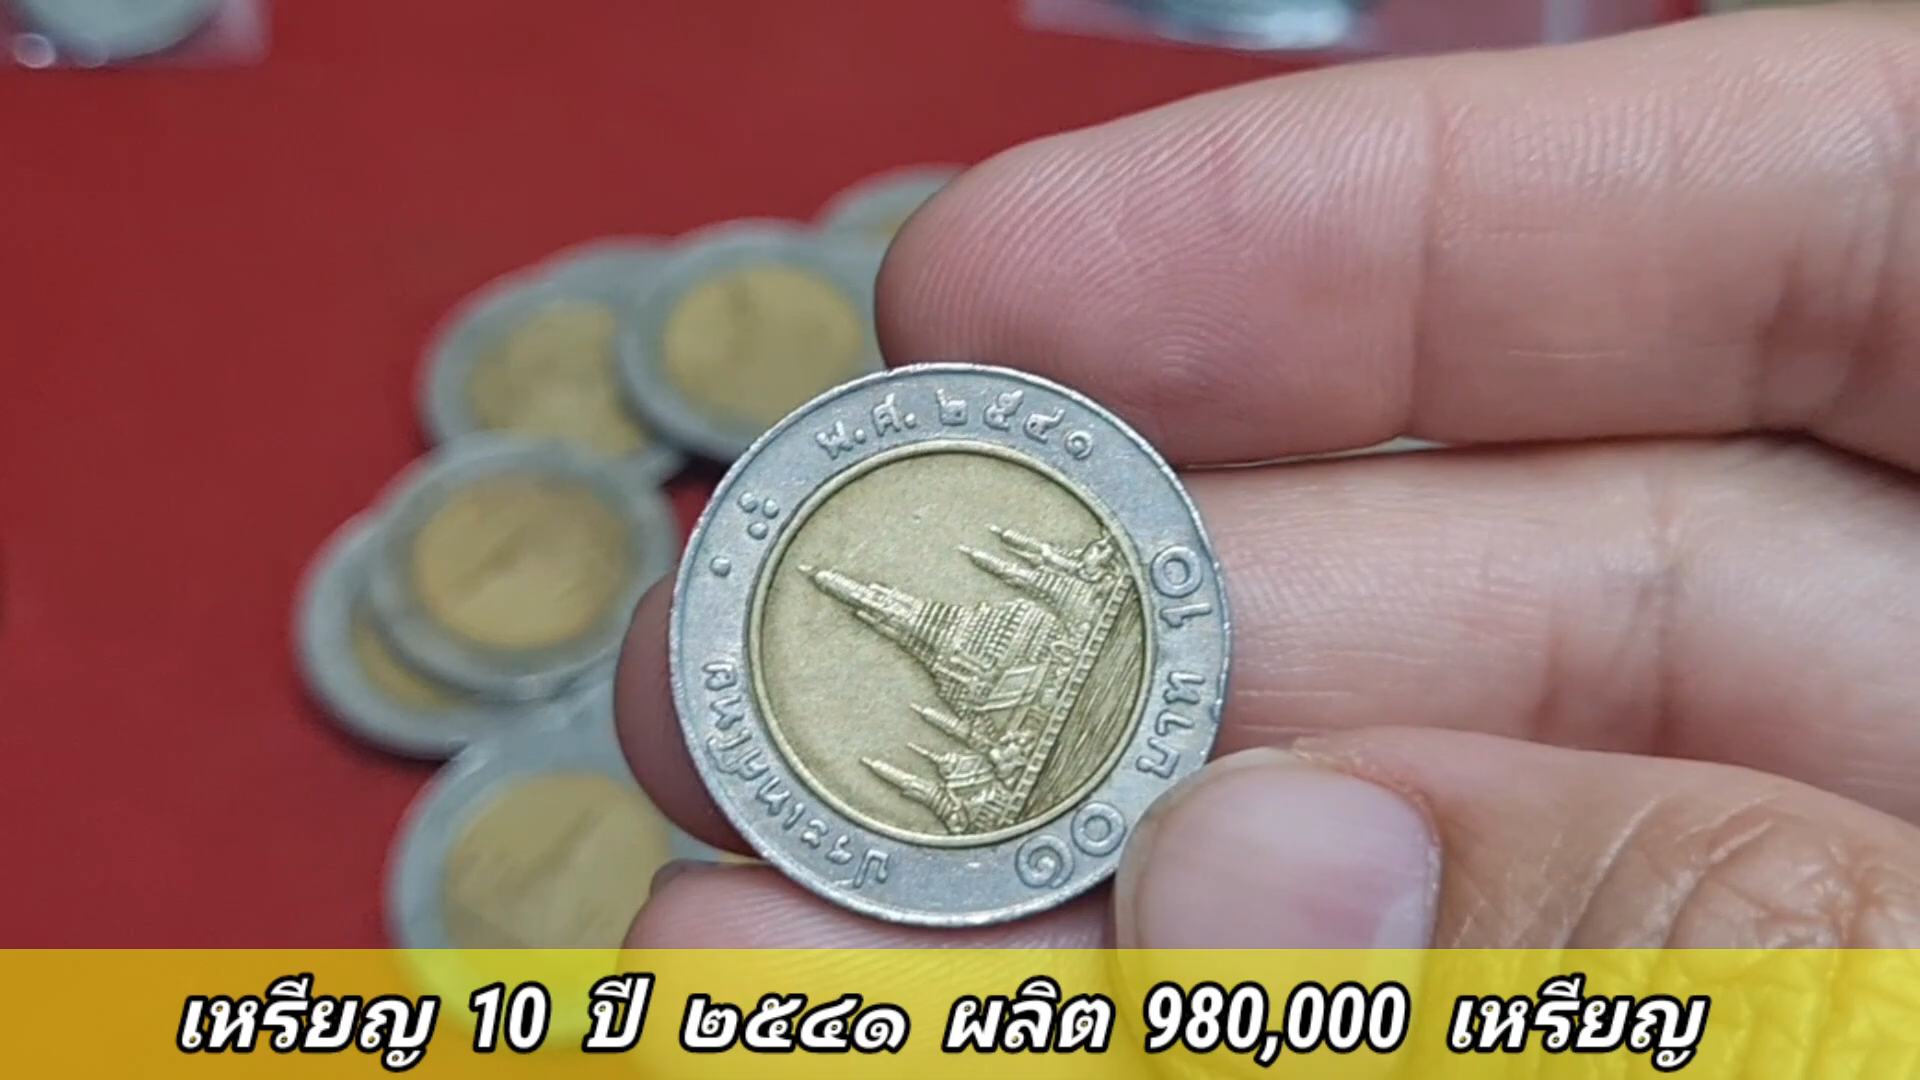 พ.ศ. ๒๕๔๑
ประเทศไทย
๑๐ บาท 10
เหรียญ 10 ปี ๒๕๔๑ ผลิต 980,000 เหรียญ